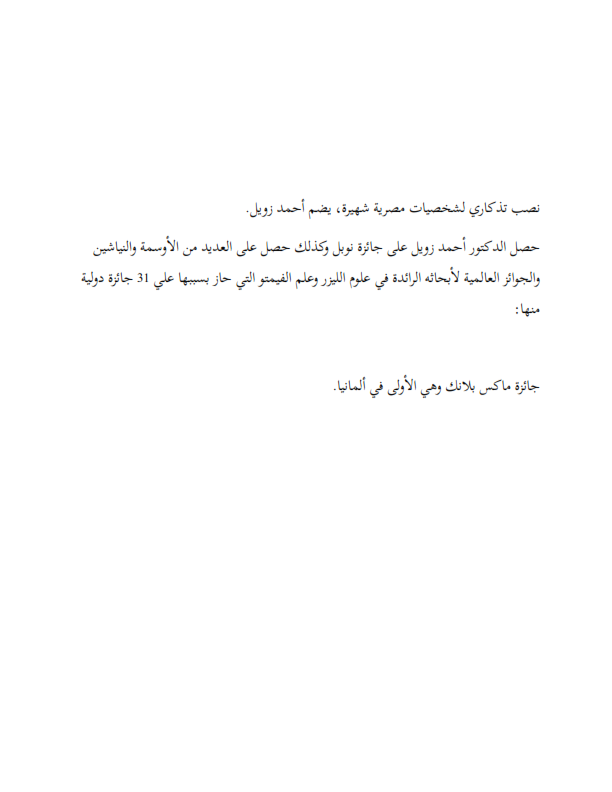 نصب تذكاري لشخصيات مصرية شهيرة، يضم أحمد زويل.
حصل الدكتور أحمد زويل على جائزة نوبل وكذلك حصل على العديد من الأوسمة والنياشين
والجوائز العالمية لأبحاثه الرائدة في علوم الليزر وعلم الفيمتو التي حاز بسببها علي 31 جائزة دولية
منها:
جائزة ماكس بلانك وهي الأولى في ألمانيا.